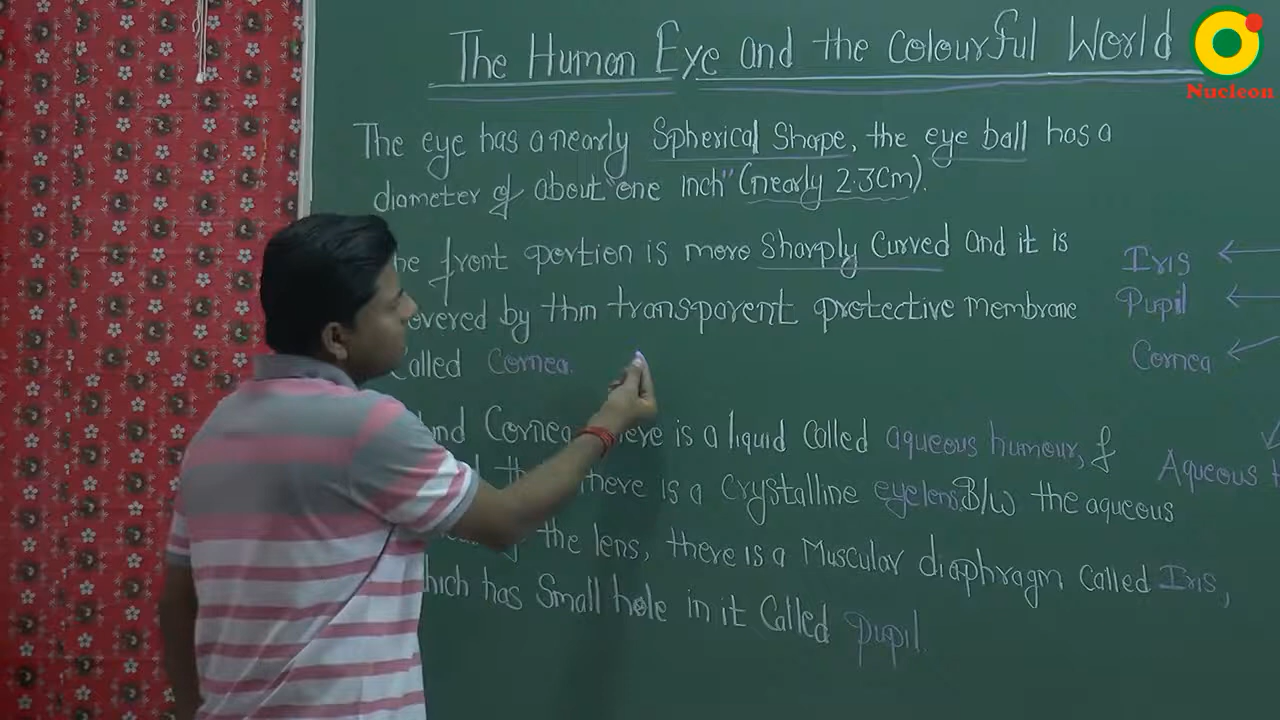 The Human Eye and the Colourful World
Nucleon
The eye has a nearly Spherical Shape, the eye ball has a
diameter of about "one inch" (nearly 2.3Cm).
front portion is more Sharply Curved and it is
by thin transparent protective membrane
Called Cornea.
Cornea there is a liquid Called aqueous humour, &
there is a Crystalline eyelens. B/w the aqueous
the lens, there is a Muscular diaphragm Called Iris,
which has Small hole in it Called pupil.
Iris
Pupil
Cornea
Aqueous